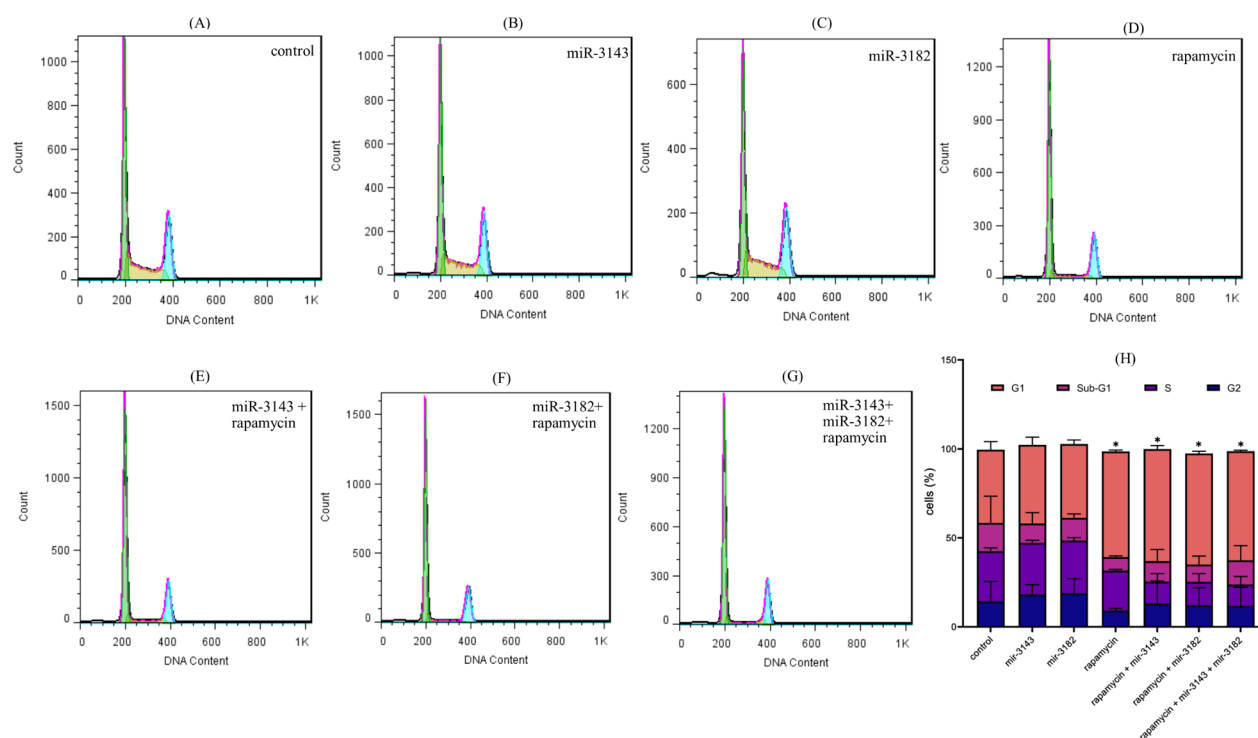 (A)
control
1000
800
600
400
200
0
Count
0 200 400 600 800 1K
DNA Content
(B)
miR-3143
1000
800
600
400
200
0
Count
0 200 400 600 800 1K
DNA Content
(C)
miR-3182
600
400
200
0
Count
0 200 400 600 800 1K
DNA Content
(D)
rapamycin
1200
900
600
300
0
Count
0 200 400 600 800 1K
DNA Content
(E)
miR-3143 +
rapamycin
1500
1000
500
0
Count
0 200 400 600 800 1K
DNA Content
(F)
miR-3182+
rapamycin
1500
1000
500
0
Count
0 200 400 600 800 1K
DNA Content
(G)
miR-3143+
miR-3182+
rapamycin
1200
900
600
300
0
Count
0 200 400 600 800 1K
DNA Content
(H)
150
100
50
0
cells (%)
G1 Sub-G1 S G2
* * * *
control
mir-3143
mir-3182
rapamycin
rapamycin + mir-3143
rapamycin + mir-3182
rapamycin + mir-3143 + mir-3182